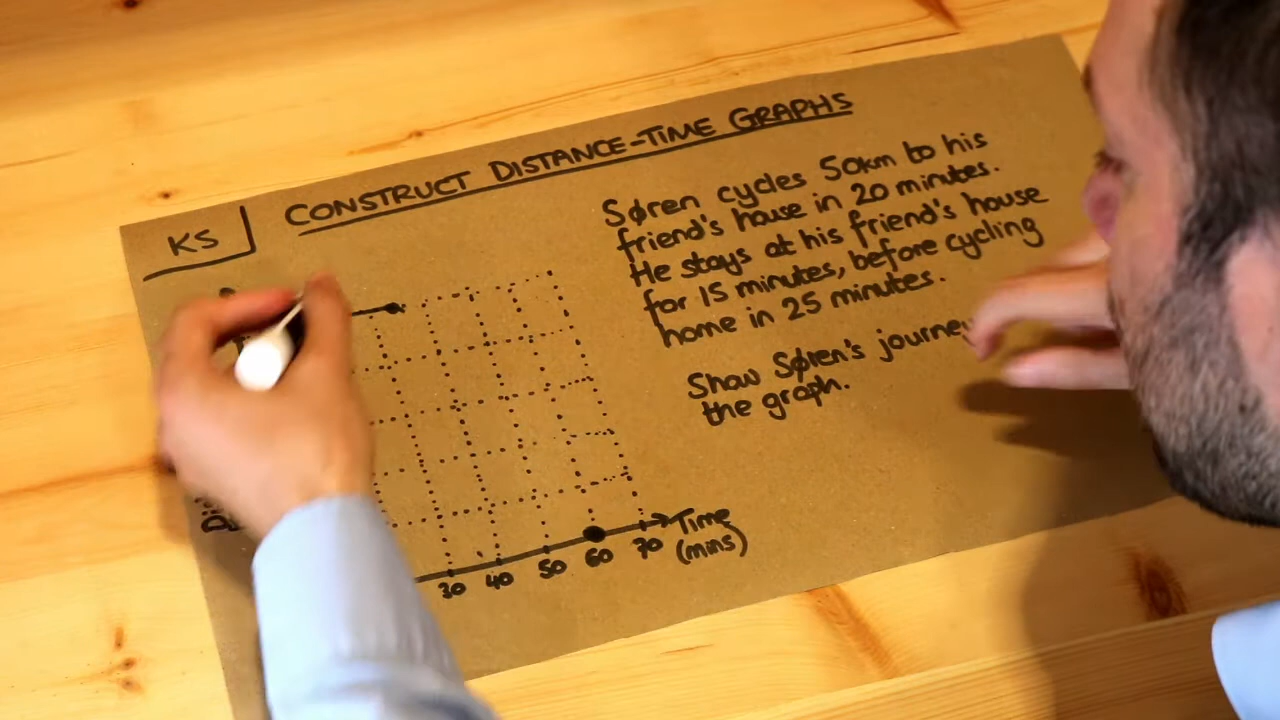 CONSTRUCT DISTANCE-TIME GRAPHS
KS
Søren cycles 50km to his
friend's house in 20 minutes.
He stays at his friend's house
for 15 minutes, before cycling
home in 25 minutes.
Show Søren's journey
the graph.
Dis
30 40 50 60 70
Time
(mins)